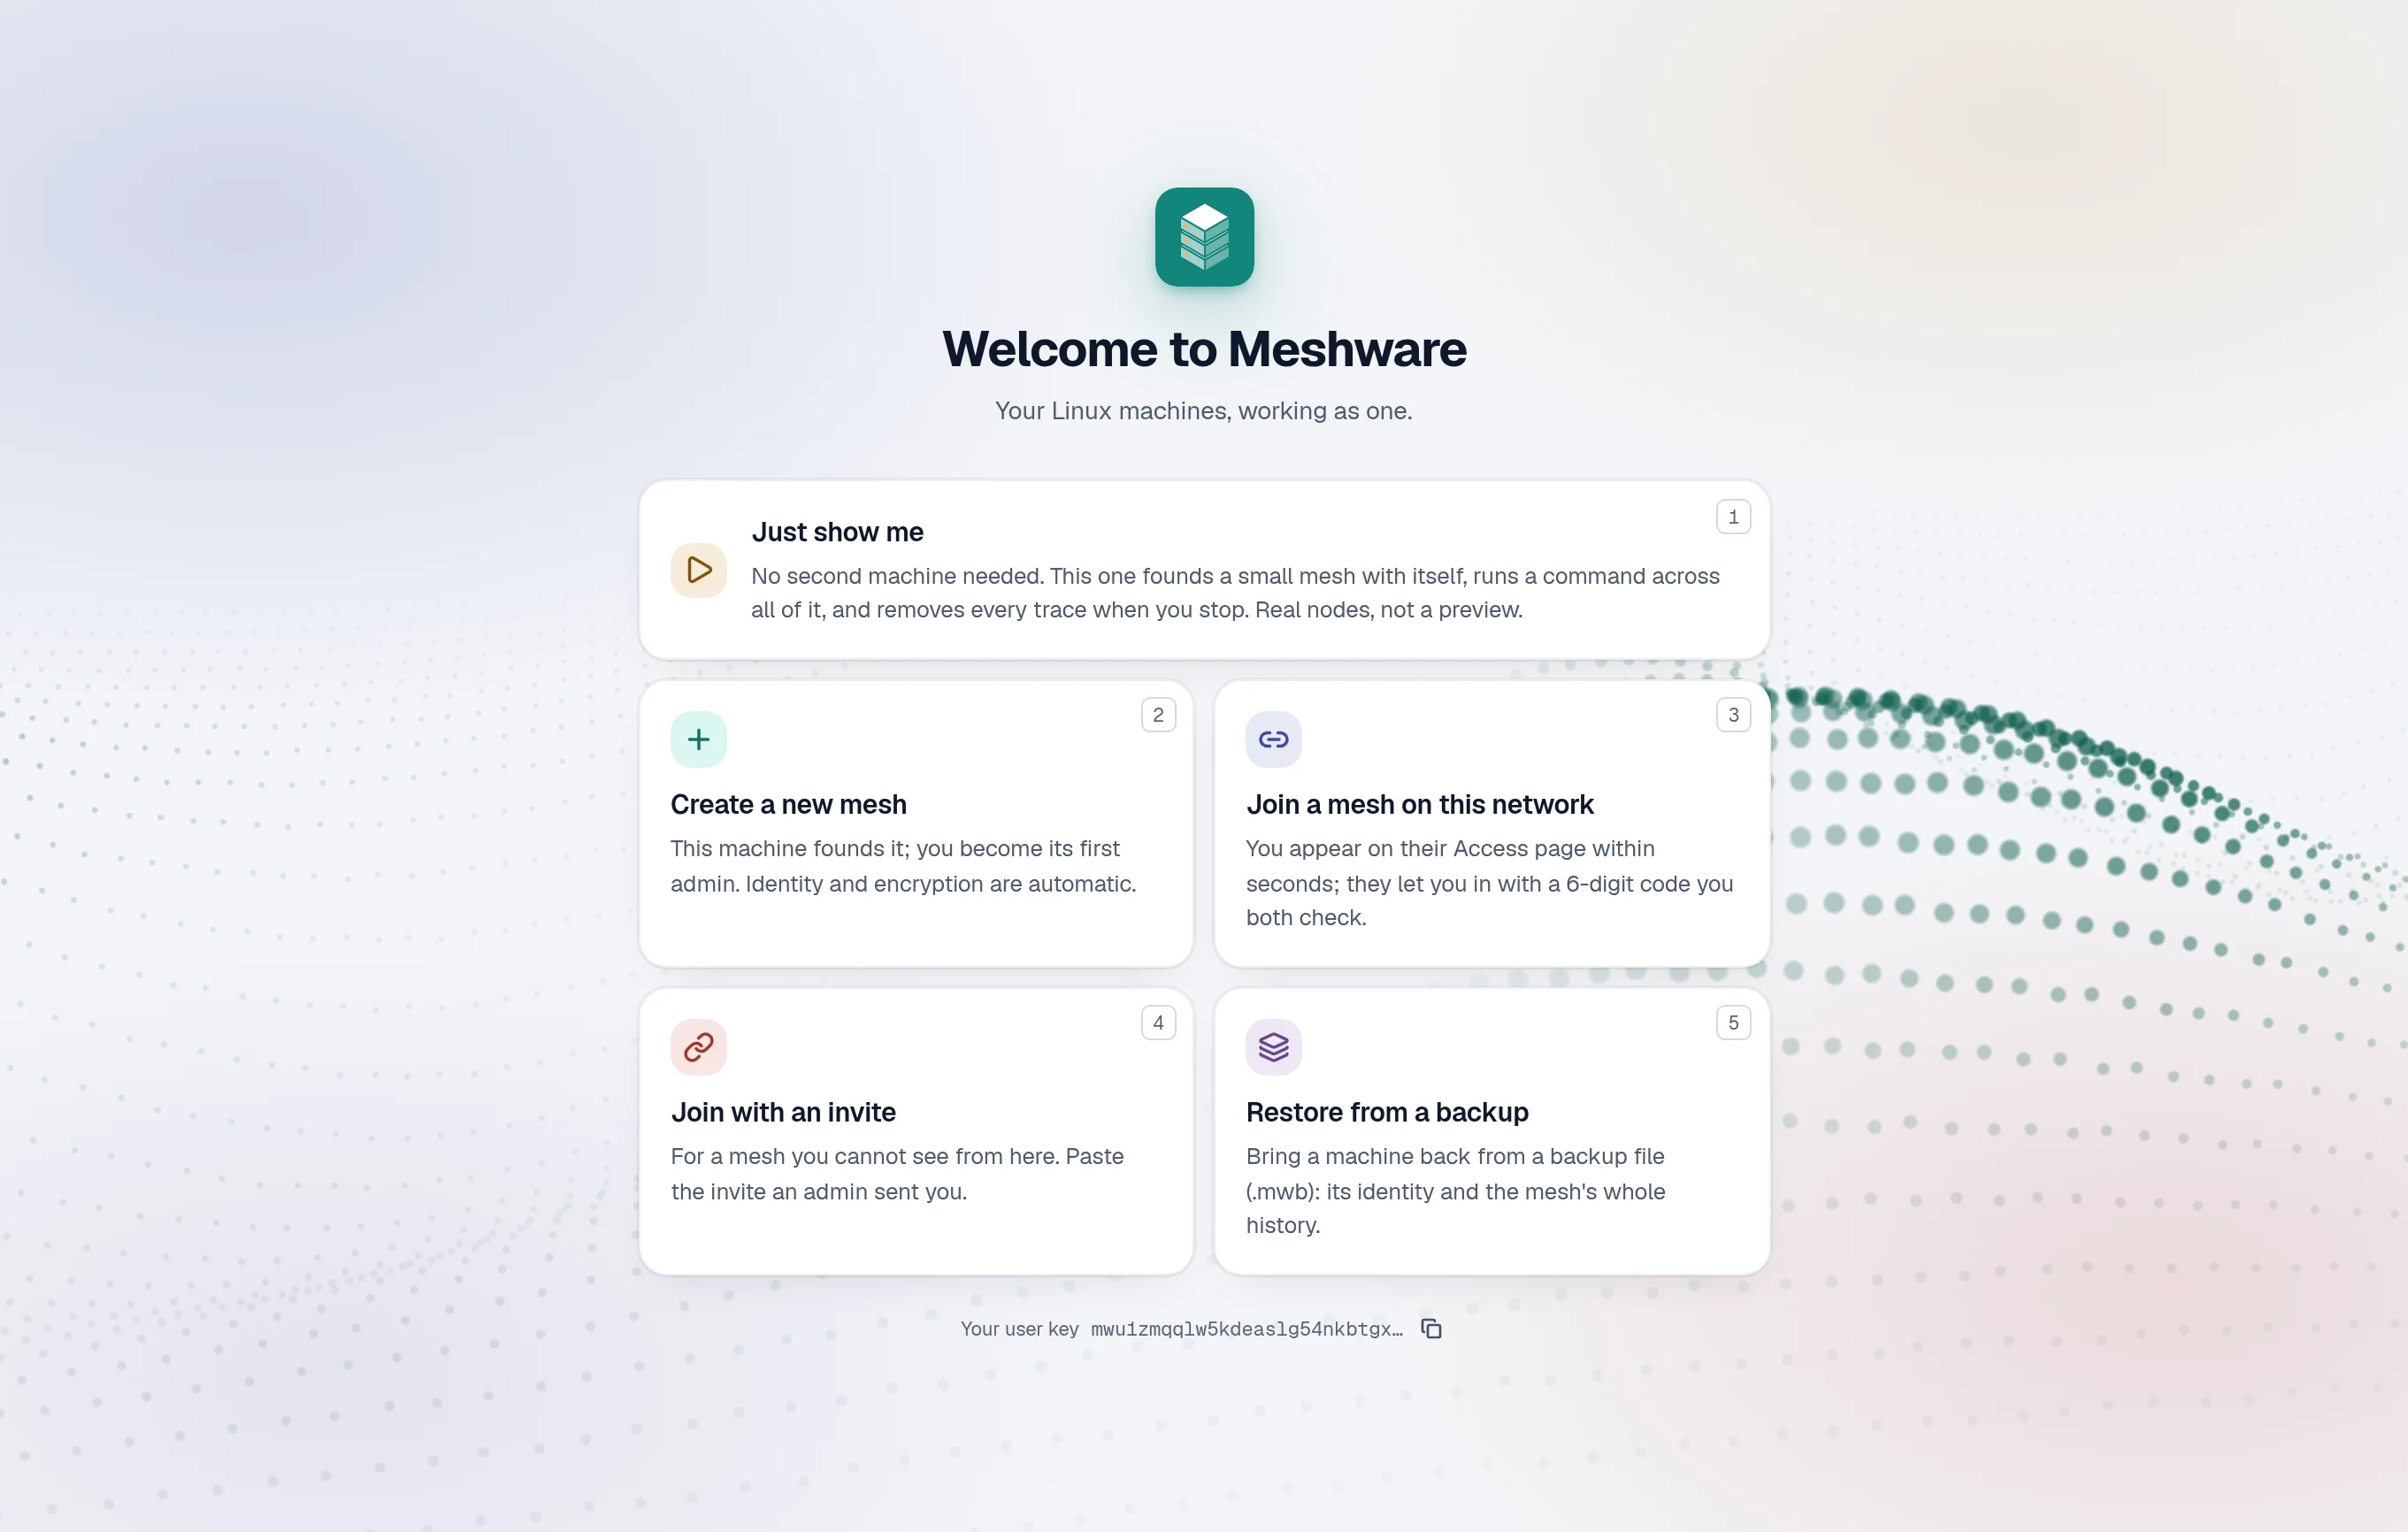 Welcome to Meshware
Your Linux machines, working as one.
Just show me
1
No second machine needed. This one founds a small mesh with itself, runs a command across
all of it, and removes every trace when you stop. Real nodes, not a preview.
2
Create a new mesh
This machine founds it; you become its first
admin. Identity and encryption are automatic.
3
Join a mesh on this network
You appear on their Access page within
seconds; they let you in with a 6-digit code you
both check.
4
Join with an invite
For a mesh you cannot see from here. Paste
the invite an admin sent you.
5
Restore from a backup
Bring a machine back from a backup file
(.mwb): its identity and the mesh's whole
history.
Your user key mwu1zmqqlw5kdeaslg54nkbtgx…